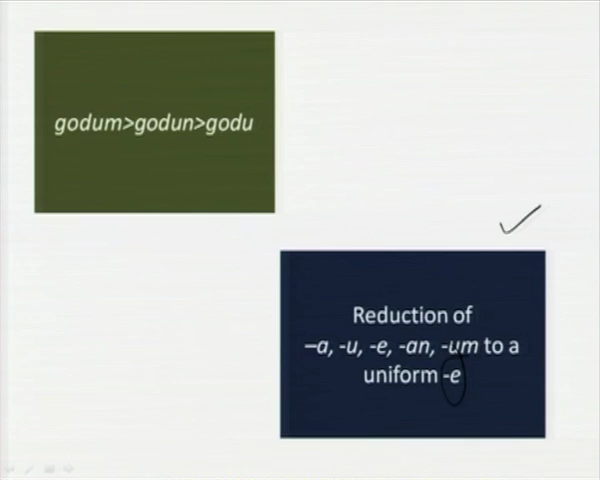 godum>godun>godu
Reduction of
–a, -u, -e, -an, -um to a
uniform -e